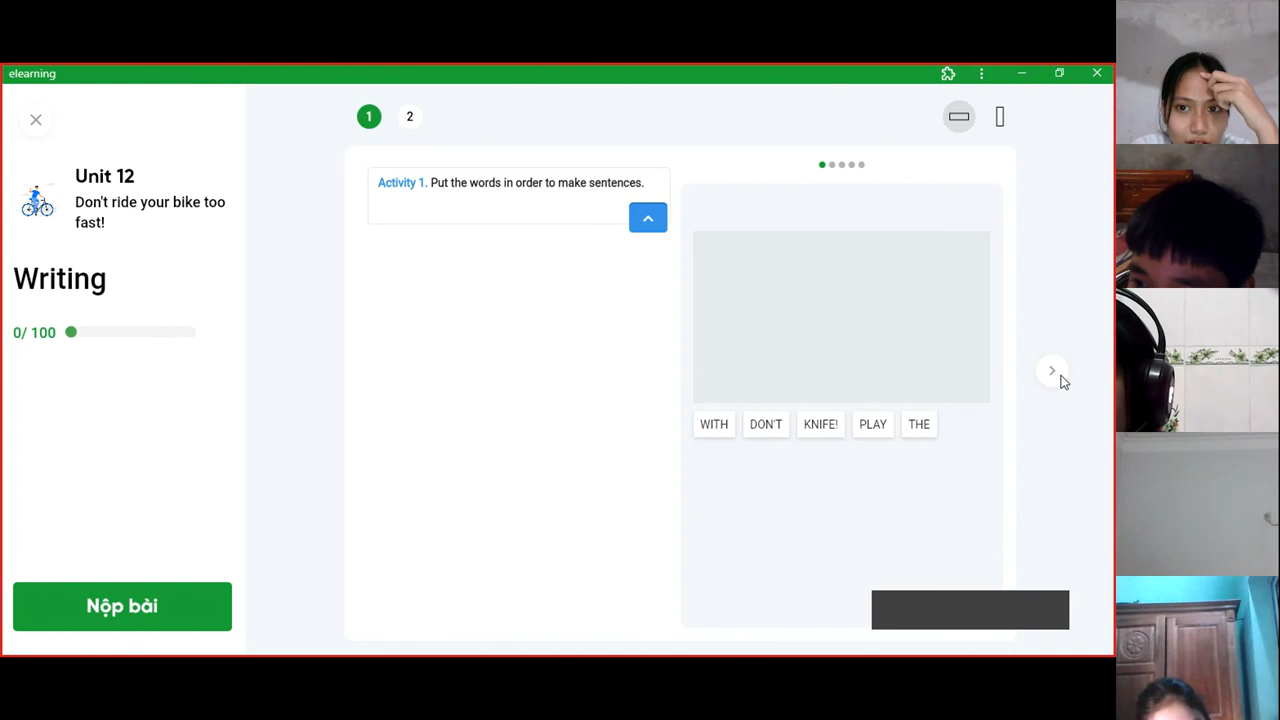 elearning
1
2
Unit 12
Don't ride your bike too
fast!
Writing
0/ 100
Activity 1. Put the words in order to make sentences.
WITH
DON'T
KNIFE!
PLAY
THE
Nộp bài